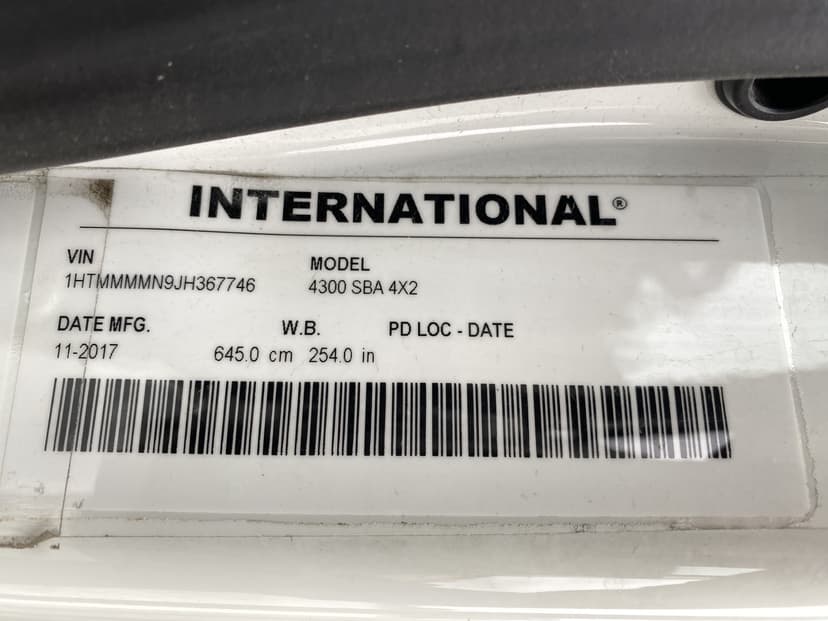 INTERNATIONAL®
VIN MODEL
1HTMMMMN9JH367746 4300 SBA 4X2
DATE MFG. W.B. PD LOC - DATE
11-2017 645.0 cm 254.0 in